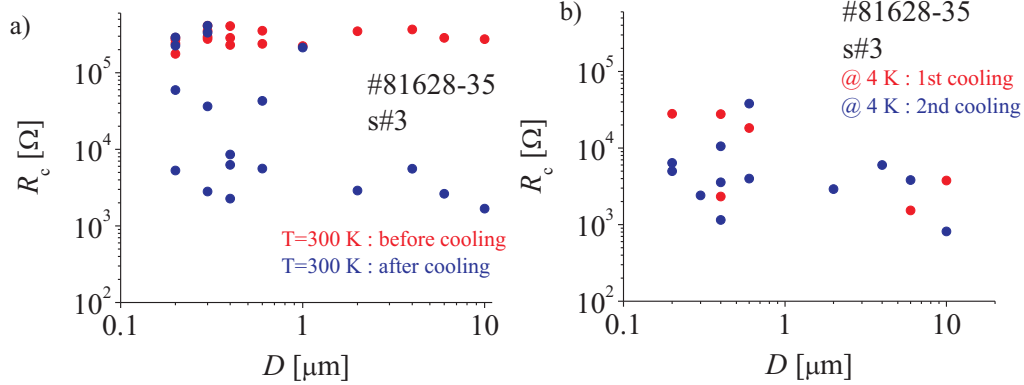 a)
#81628-35
s#3
T=300 K : before cooling
T=300 K : after cooling
R_c [Ω]
10^5
10^4
10^3
10^2
0.1 1 10
D [μm]
b)
#81628-35
s#3
@ 4 K : 1st cooling
@ 4 K : 2nd cooling
R_c [Ω]
10^5
10^4
10^3
10^2
0.1 1 10
D [μm]